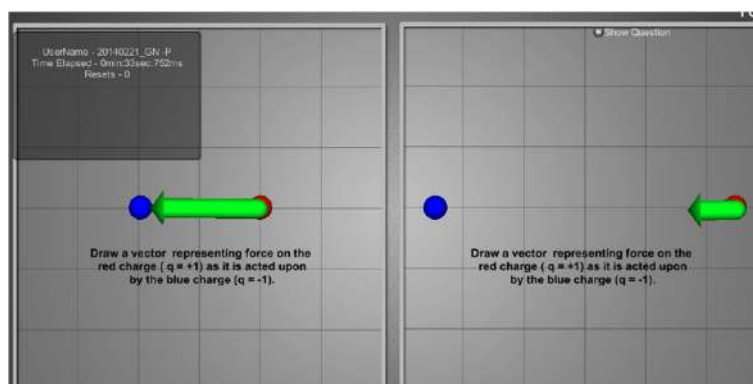 UserName - 20140221_GN -P
Time Elapsed - 0min:33sec:752ms
Resets - 0
Show Question
Draw a vector representing force on the
red charge ( q = +1) as it is acted upon
by the blue charge (q = -1).
Draw a vector representing force on the
red charge ( q = +1) as it is acted upon
by the blue charge (q = -1).